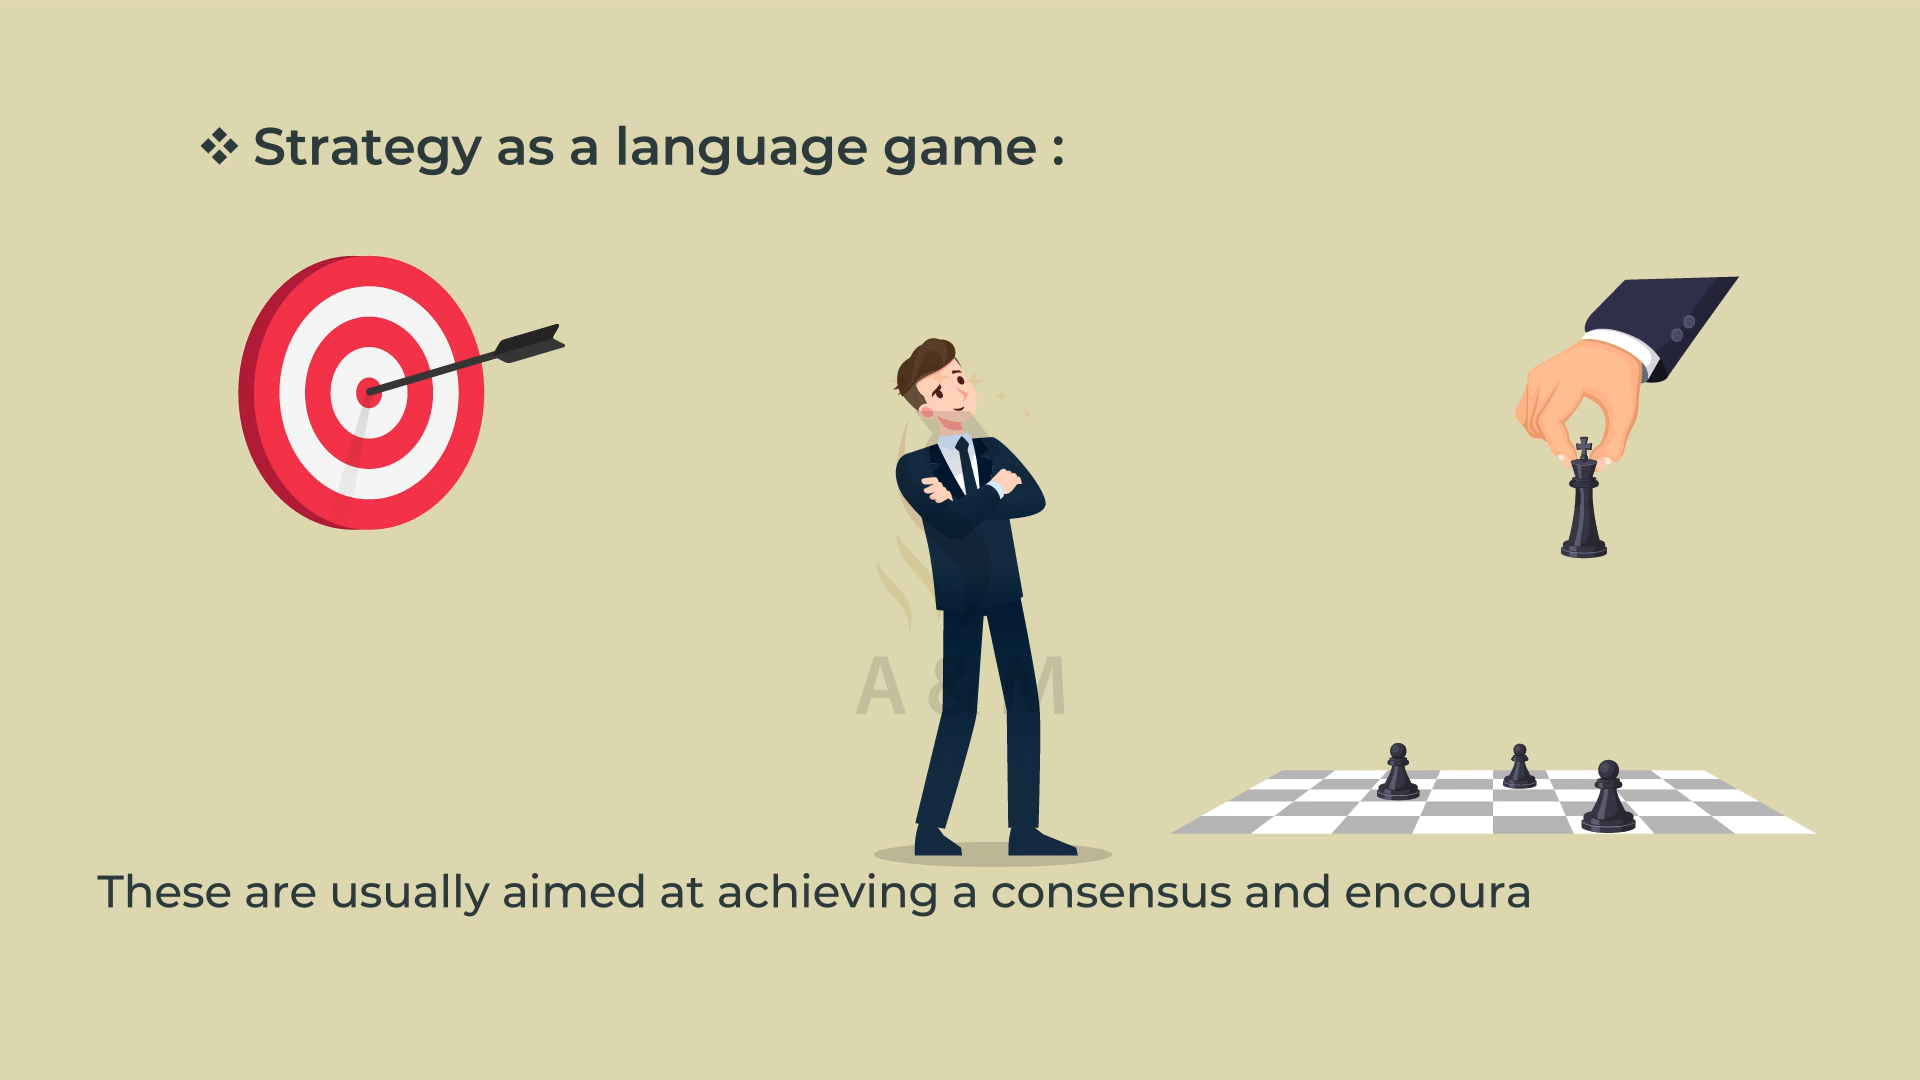 ❖ Strategy as a language game :
A & M
These are usually aimed at achieving a consensus and encoura